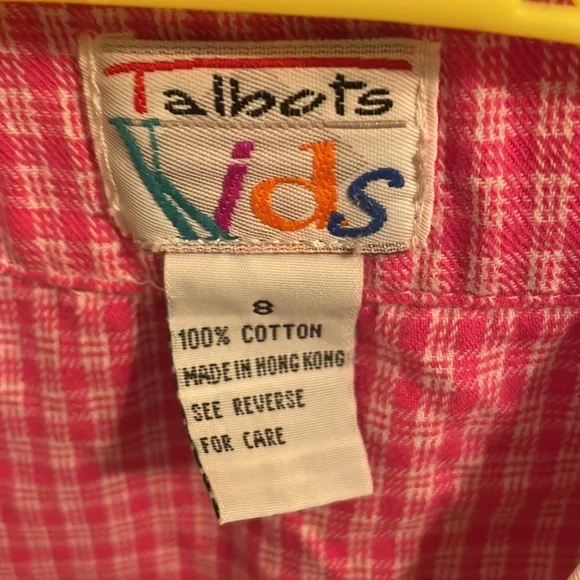 Talbots
Kids
8
100% COTTON
MADE IN HONG KONG
SEE REVERSE
FOR CARE